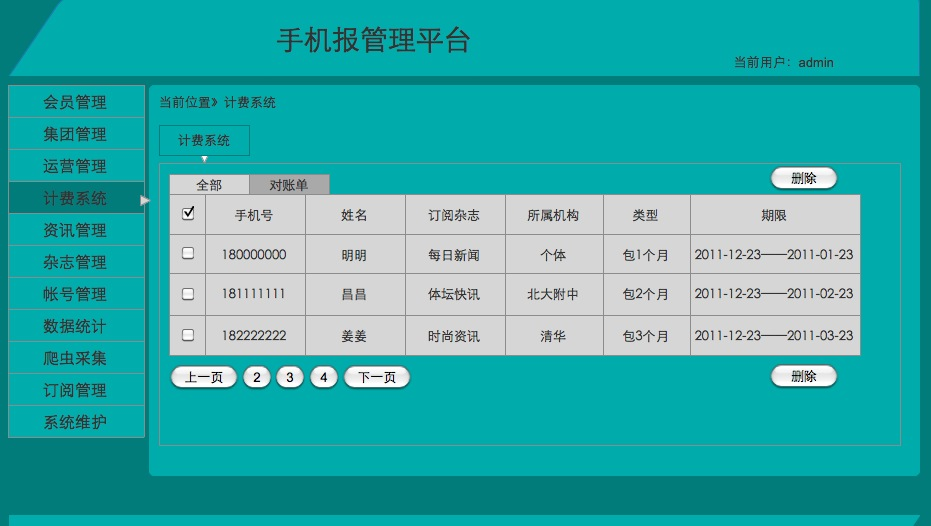 手机报管理平台
当前用户：admin
会员管理
集团管理
运营管理
计费系统
资讯管理
杂志管理
帐号管理
数据统计
爬虫采集
订阅管理
系统维护
当前位置》 计费系统
计费系统
全部 对账单 删除
手机号 姓名 订阅杂志 所属机构 类型 期限
180000000 明明 每日新闻 个体 包1个月 2011-12-23——2011-01-23
181111111 昌昌 体坛快讯 北大附中 包2个月 2011-12-23——2011-02-23
182222222 姜姜 时尚资讯 清华 包3个月 2011-12-23——2011-03-23
上一页 2 3 4 下一页 删除